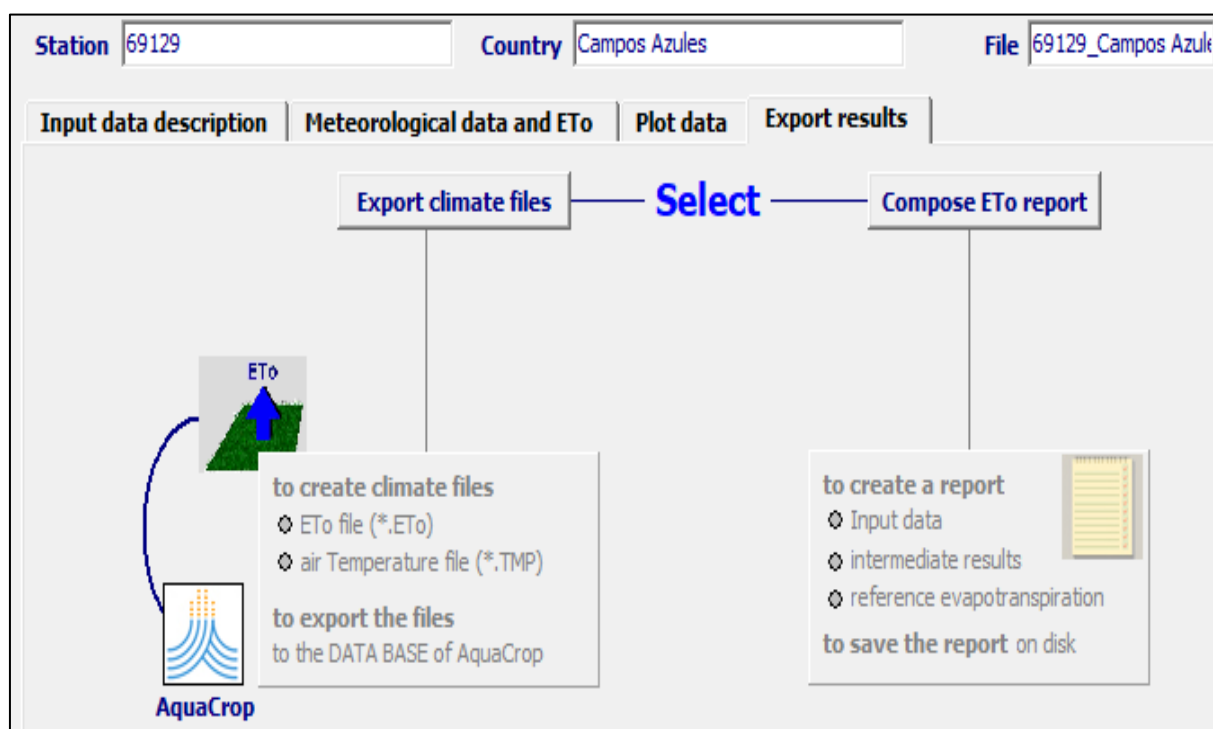 Station 69129 Country Campos Azules File 69129_Campos Azule
Input data description Meteorological data and ETo Plot data Export results
Export climate files Select Compose ETo report
ETo
to create climate files
ETo file (*.ETo)
air Temperature file (*.TMP)
to export the files
to the DATA BASE of AquaCrop
AquaCrop
to create a report
Input data
intermediate results
reference evapotranspiration
to save the report on disk